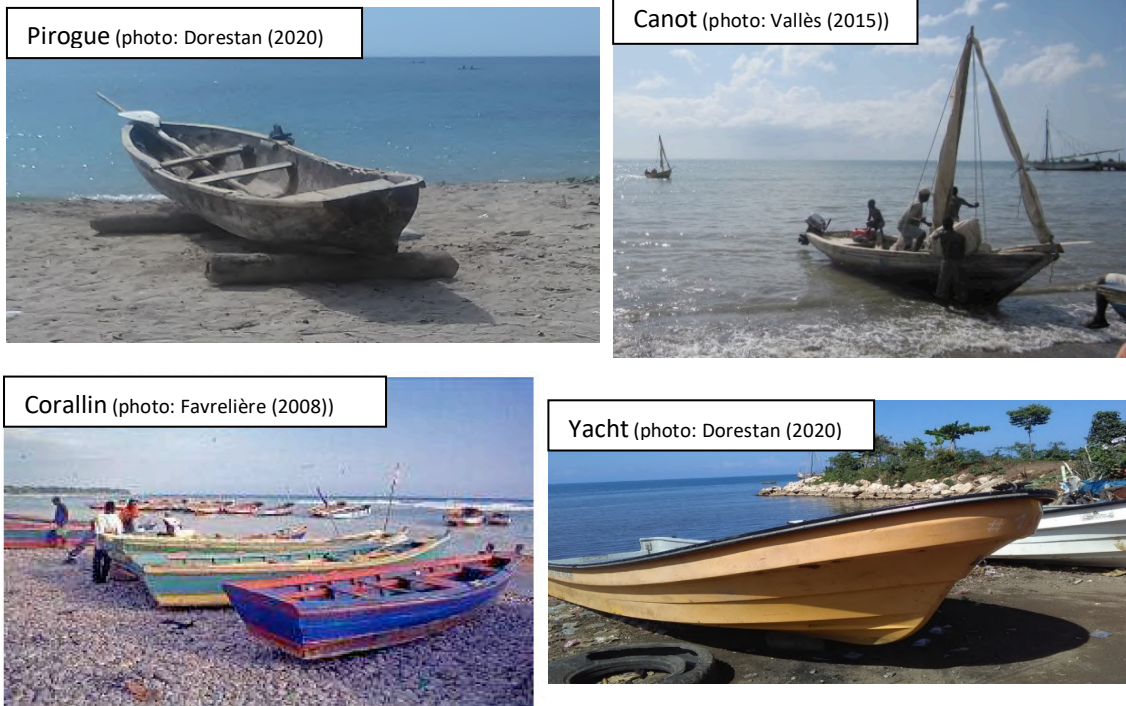 Pirogue (photo: Dorestan (2020)
Canot (photo: Vallès (2015))
Corallin (photo: Favrelière (2008))
Yacht (photo: Dorestan (2020)